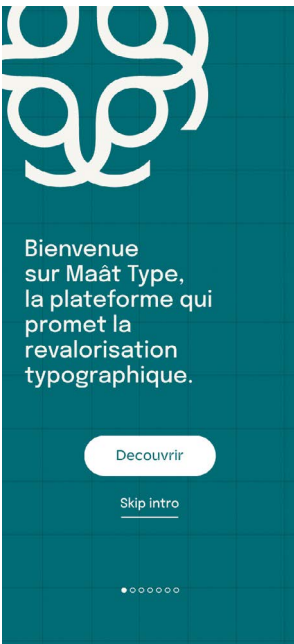 Bienvenue
sur Maât Type,
la plateforme qui
promet la
revalorisation
typographique.
Decouvrir
Skip intro